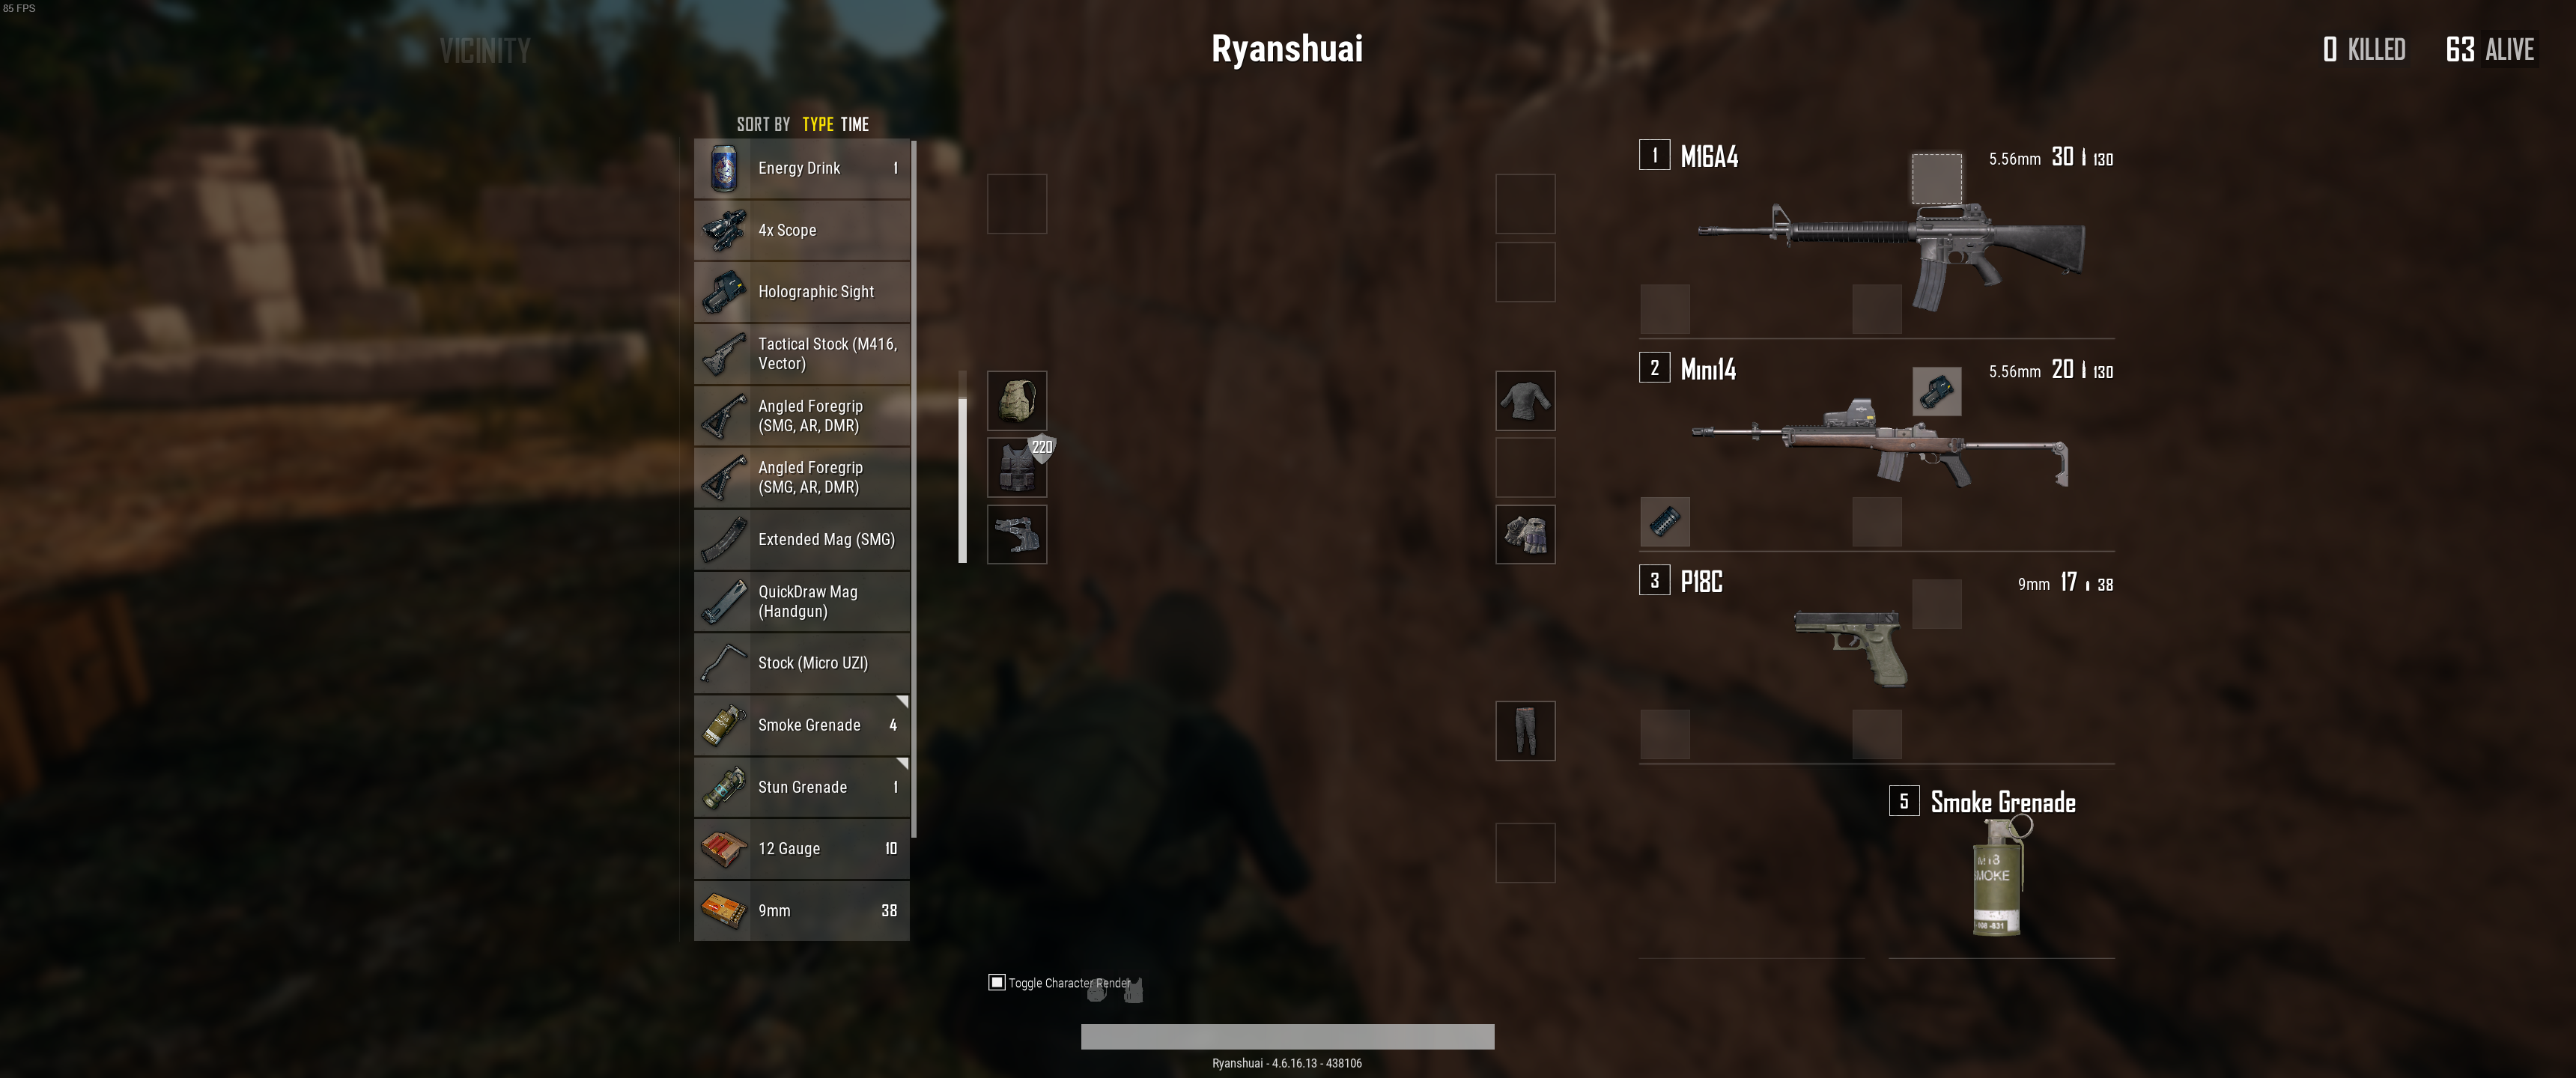 85 FPS
VICINITY
Ryanshuai
0 KILLED 63 ALIVE
SORT BY TYPE TIME
Energy Drink 1
4x Scope
Holographic Sight
Tactical Stock (M416,
Vector)
Angled Foregrip
(SMG, AR, DMR)
Angled Foregrip
(SMG, AR, DMR)
Extended Mag (SMG)
QuickDraw Mag
(Handgun)
Stock (Micro UZI)
Smoke Grenade 4
Stun Grenade 1
12 Gauge 10
9mm 38
220
1 M16A4 5.56mm 30 130
2 Mini14 5.56mm 20 130
3 P18C 9mm 17 38
5 Smoke Grenade
M18
SMOKE
Toggle Character Render
Ryanshuai - 4.6.16.13 - 438106